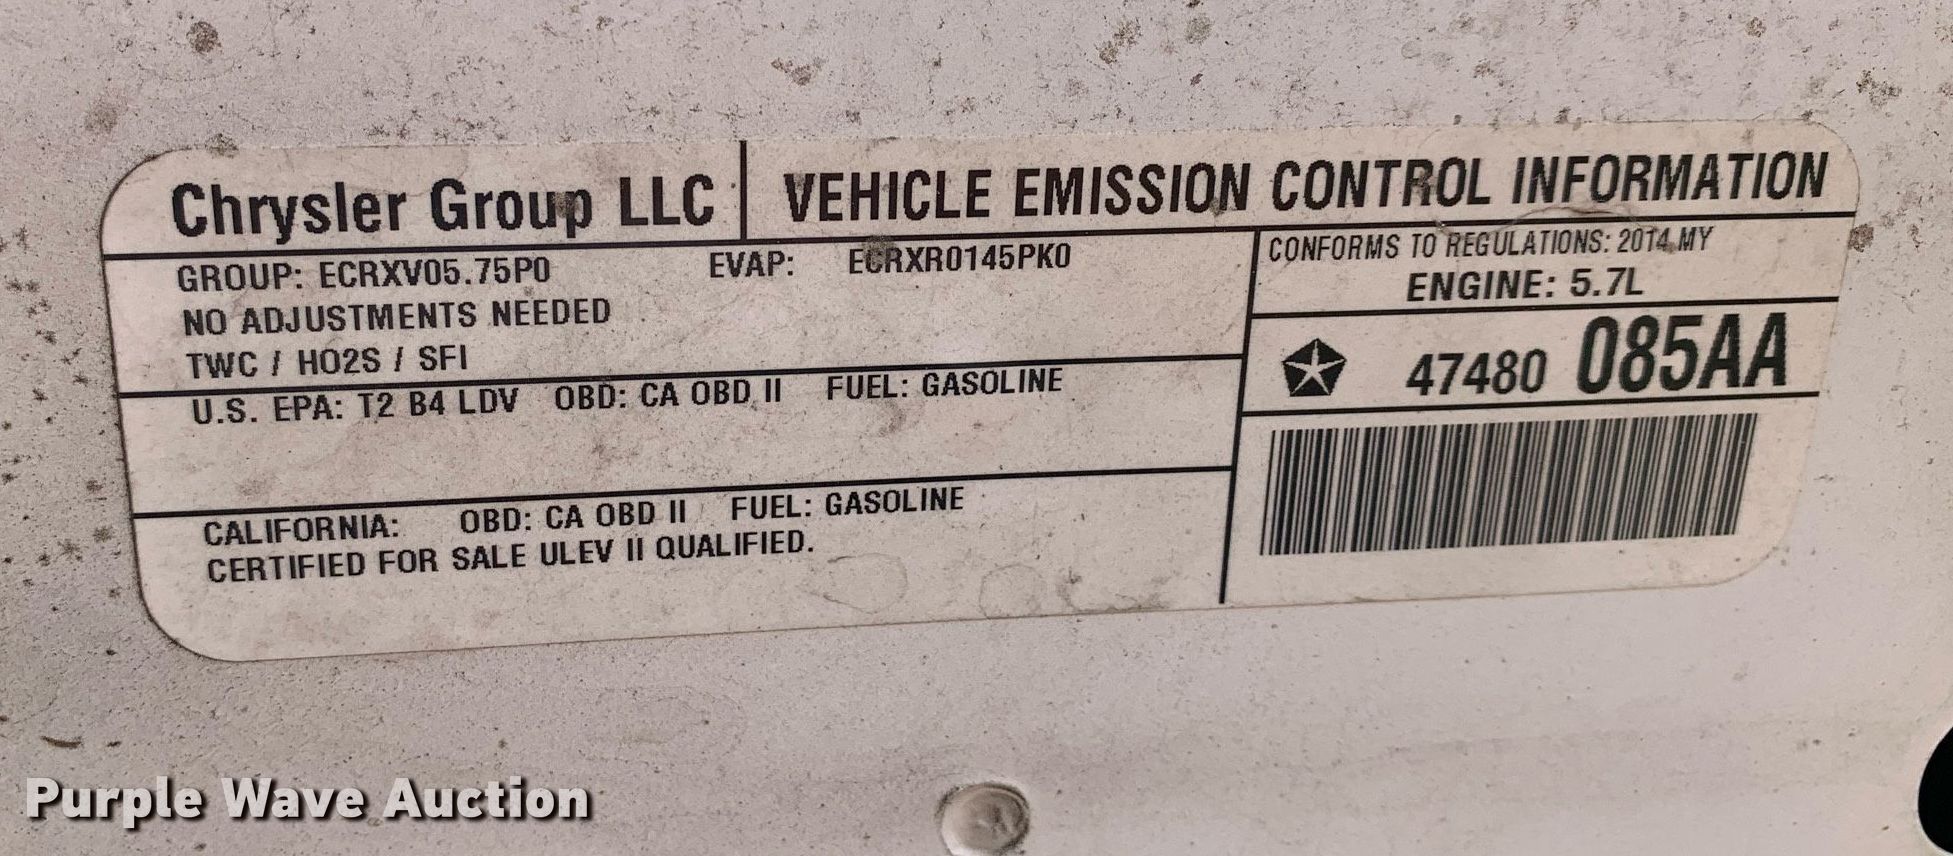 Chrysler Group LLC VEHICLE EMISSION CONTROL INFORMATION
GROUP: ECRXV05.75P0 EVAP: ECRXR0145PK0
NO ADJUSTMENTS NEEDED
TWC / HO2S / SFI
U.S. EPA: T2 B4 LDV OBD: CA OBD II FUEL: GASOLINE
CALIFORNIA: OBD: CA OBD II FUEL: GASOLINE
CERTIFIED FOR SALE ULEV II QUALIFIED.
CONFORMS TO REGULATIONS: 2014 MY
ENGINE: 5.7L
47480 085AA
Purple Wave Auction